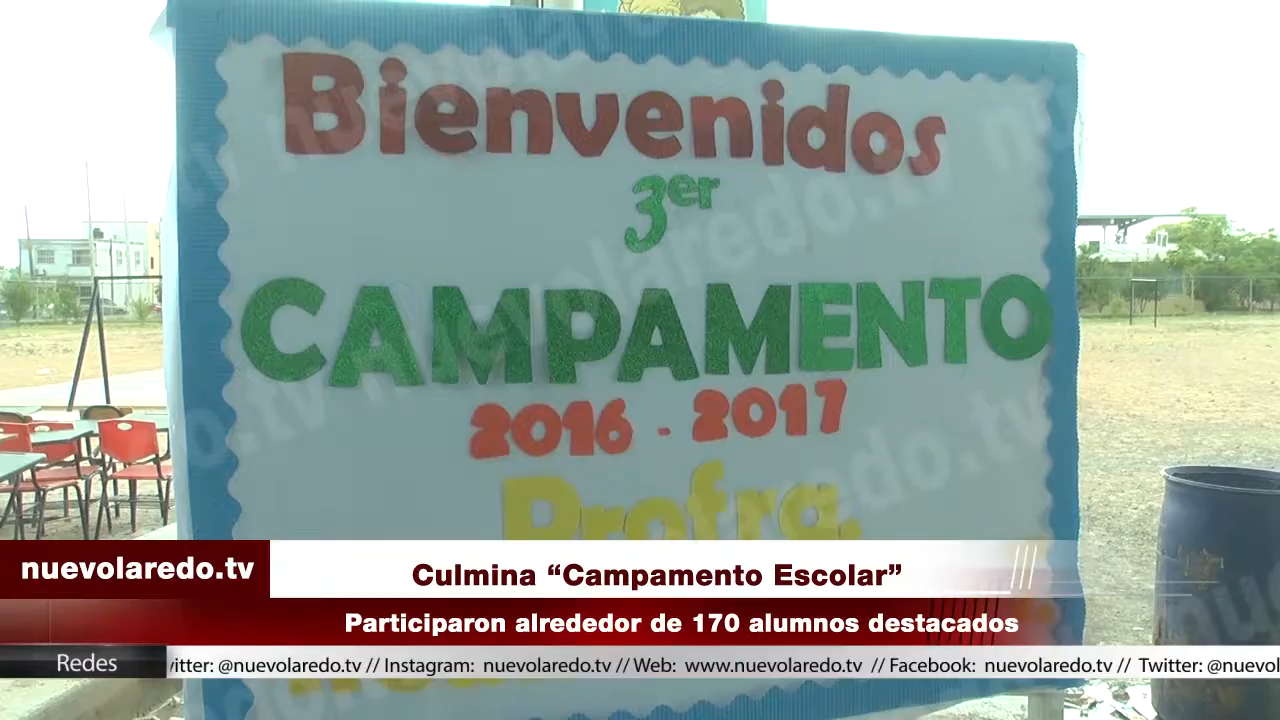 Bienvenidos
3er
CAMPAMENTO
2016 - 2017
Profra.
nuevolaredo.tv
Culmina “Campamento Escolar”
Participaron alrededor de 170 alumnos destacados
Redes
witter: @nuevolaredo.tv // Instagram: nuevolaredo.tv // Web: www.nuevolaredo.tv // Facebook: nuevolaredo.tv // Twitter: @nuevol